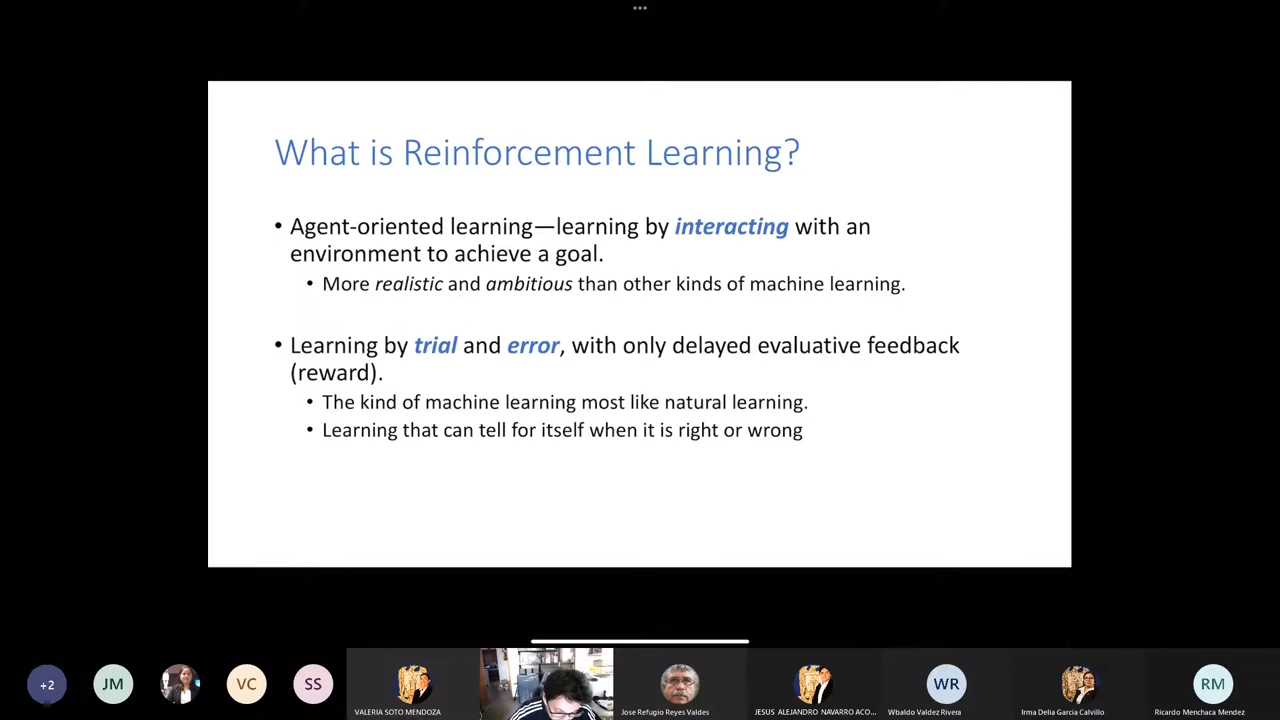 What is Reinforcement Learning?
• Agent-oriented learning—learning by interacting with an
environment to achieve a goal.
• More realistic and ambitious than other kinds of machine learning.
• Learning by trial and error, with only delayed evaluative feedback
(reward).
• The kind of machine learning most like natural learning.
• Learning that can tell for itself when it is right or wrong
+2
JM
VC
SS
VALERIA SOTO MENDOZA
Jose Refugio Reyes Valdes
JESUS ALEJANDRO NAVARRO ACO...
WR
Wbaldo Valdez Rivera
Irma Delia Garcia Calvillo
RM
Ricardo Menchaca Mendez